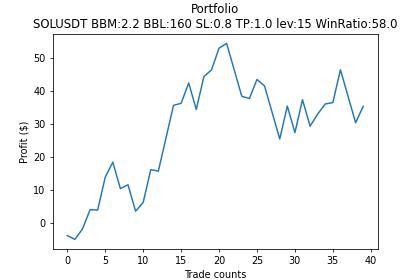 Portfolio
SOLUSDT BBM:2.2 BBL:160 SL:0.8 TP:1.0 lev:15 WinRatio:58.0
50
40
30
20
10
0
Profit ($)
0 5 10 15 20 25 30 35 40
Trade counts